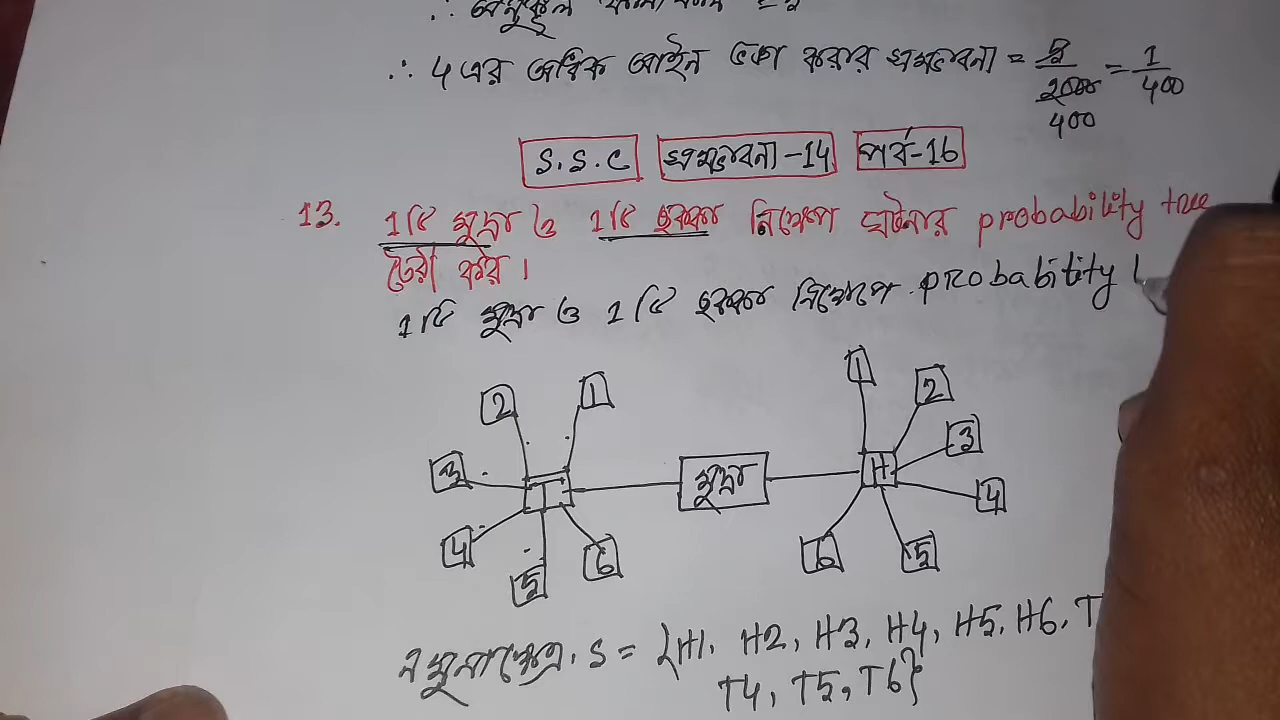 ∴ অনুকূল
∴ 4 এর অধিক আইন ভঙ্গ করার সম্ভাবনা = 2/2000 = 1/400
400
S.S.C সম্ভাবনা-14 পর্ব-16
13. 1টি মুদ্রা ও 1টি ছক্কা নিক্ষেপ ঘটনার probability tree
তৈরী কর।
1টি মুদ্রা ও 1টি ছক্কা নিক্ষেপে probability
2 1 1 2
3 T মুদ্রা H 3
4 5 6 6 5 4
নমুনাক্ষেত্র, S = {H1, H2, H3, H4, H5, H6, T
T4, T5, T6}